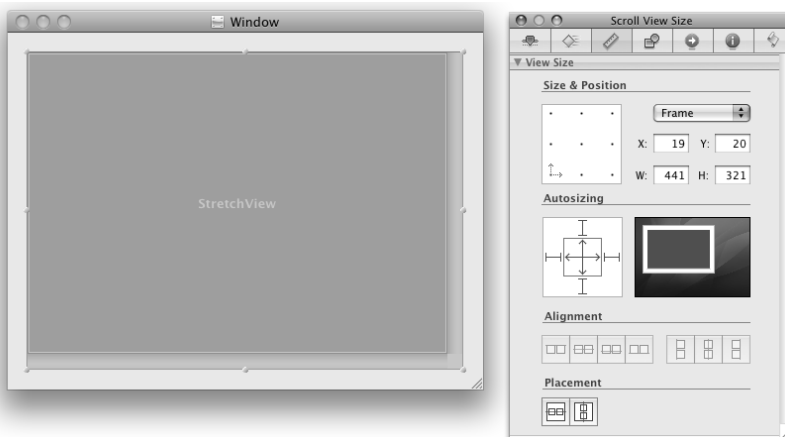 Window
StretchView
Scroll View Size
View Size
Size & Position
Frame
X: 19 Y: 20
W: 441 H: 321
Autosizing
Alignment
Placement